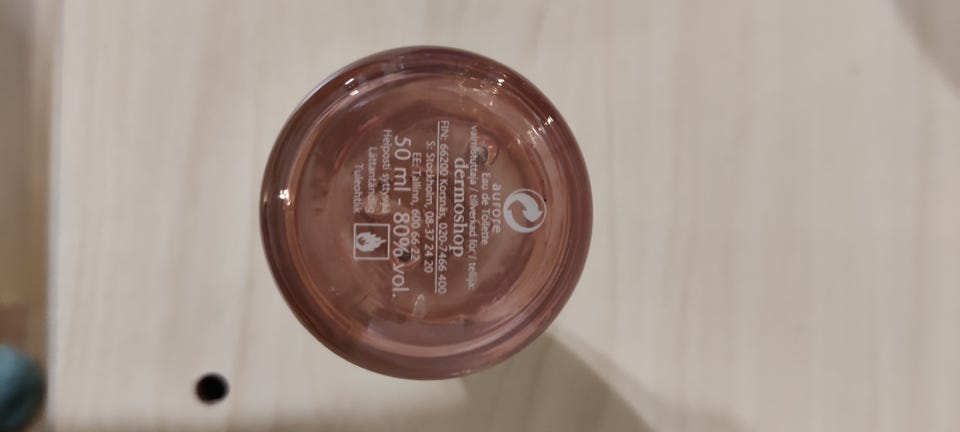 aurore
Eau de Toilette
valmistuttaja / tillverkad för / tellija:
dermoshop
FIN: 66200 Korsnäs, 020-7466 400
S: Stockholm, 08-37 24 20
EE: Tallinn, 600 66 22
50 ml - 80% vol.
Helposti syttyvää
Lättantändlig
Tuleohtlik